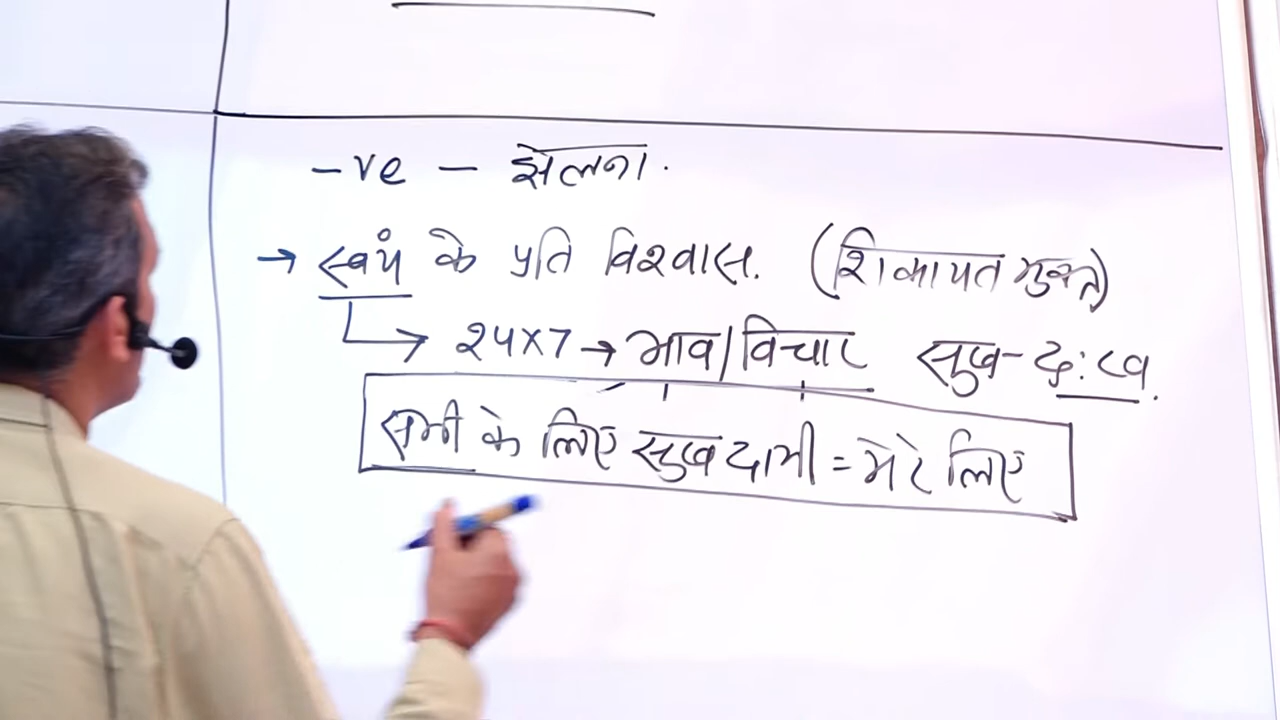 -ve - झेलना.
→ स्वयं के प्रति विश्वास. (शिकायत मुक्त)
→ 24x7 → भाव/विचार सुख-दुःख.
सभी के लिए सुखदायी = मेरे लिए